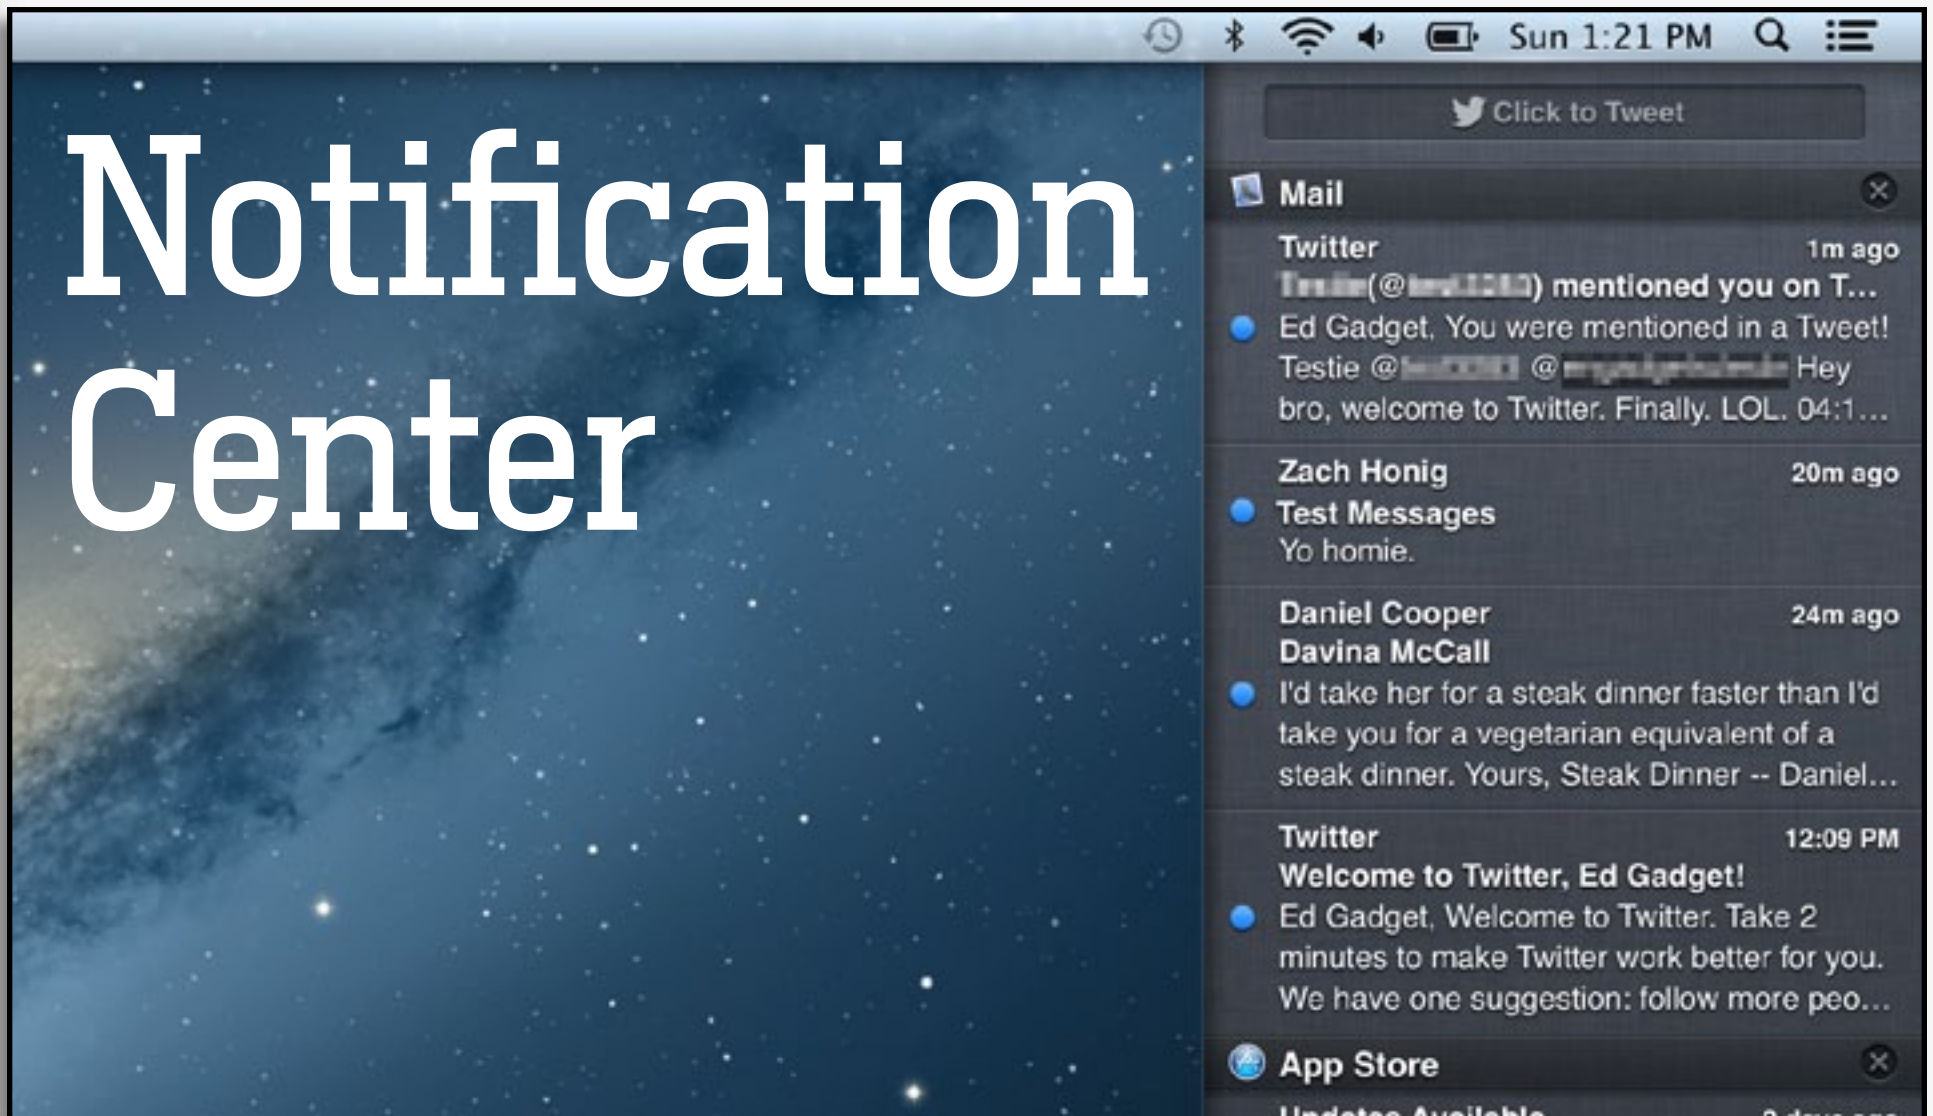 Sun 1:21 PM
Notification
Center
Click to Tweet
Mail
Twitter 1m ago
(@ ) mentioned you on T...
Ed Gadget, You were mentioned in a Tweet!
Testie @ @ Hey
bro, welcome to Twitter. Finally. LOL. 04:1...
Zach Honig 20m ago
Test Messages
Yo homie.
Daniel Cooper 24m ago
Davina McCall
I'd take her for a steak dinner faster than I'd
take you for a vegetarian equivalent of a
steak dinner. Yours, Steak Dinner -- Daniel...
Twitter 12:09 PM
Welcome to Twitter, Ed Gadget!
Ed Gadget, Welcome to Twitter. Take 2
minutes to make Twitter work better for you.
We have one suggestion: follow more peo...
App Store
Updates Available 2 days ago